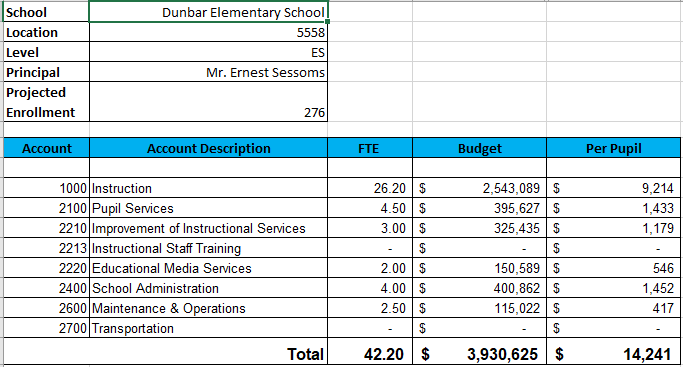 School Dunbar Elementary School
Location 5558
Level ES
Principal Mr. Ernest Sessoms
Projected
Enrollment 276
Account Account Description FTE Budget Per Pupil
1000 Instruction 26.20 $ 2,543,089 $ 9,214
2100 Pupil Services 4.50 $ 395,627 $ 1,433
2210 Improvement of Instructional Services 3.00 $ 325,435 $ 1,179
2213 Instructional Staff Training - $ - $ -
2220 Educational Media Services 2.00 $ 150,589 $ 546
2400 School Administration 4.00 $ 400,862 $ 1,452
2600 Maintenance & Operations 2.50 $ 115,022 $ 417
2700 Transportation - $ - $ -
Total 42.20 $ 3,930,625 $ 14,241